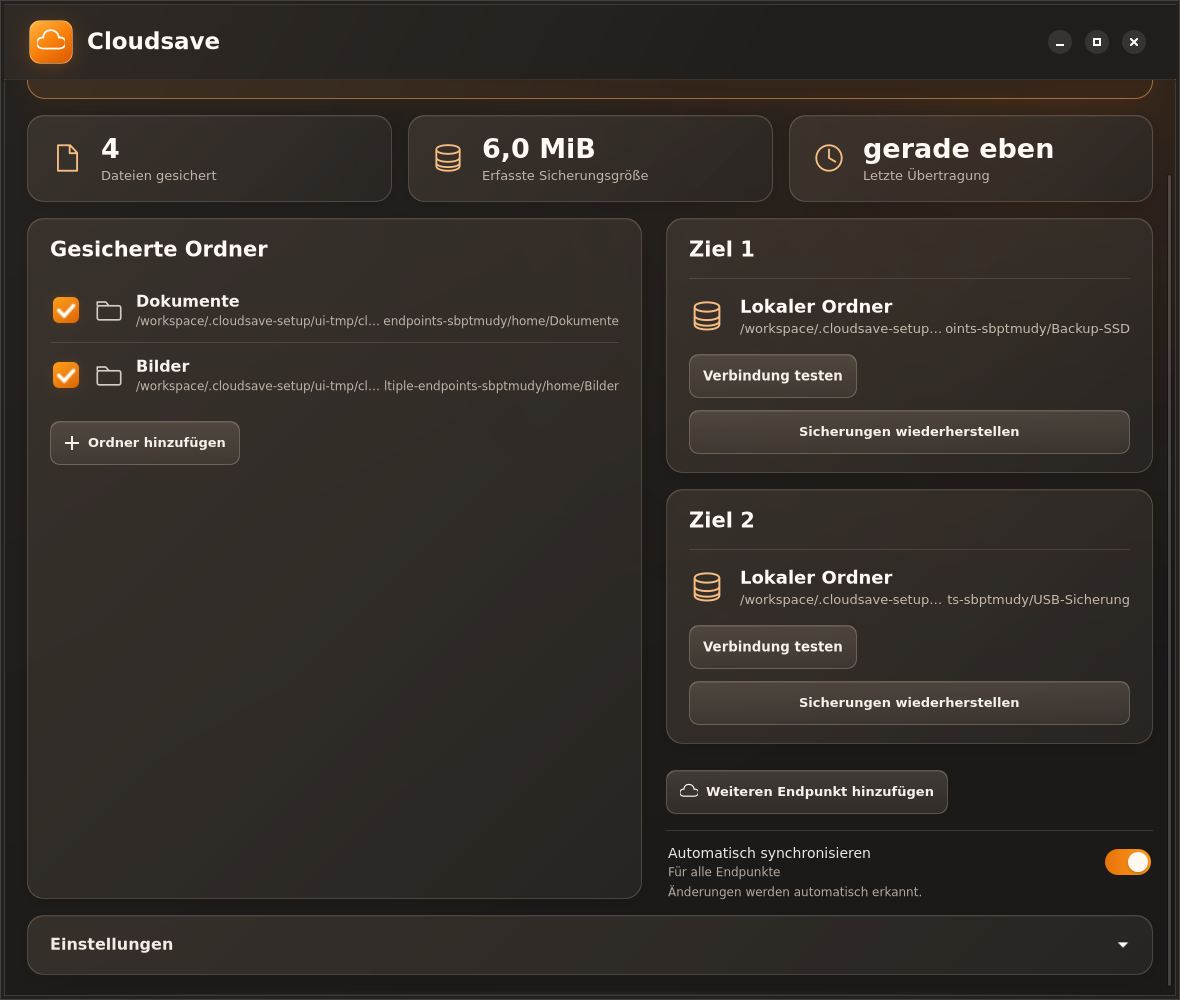 Cloudsave
4
Dateien gesichert
6,0 MiB
Erfasste Sicherungsgröße
gerade eben
Letzte Übertragung
Gesicherte Ordner
Dokumente
/workspace/.cloudsave-setup/ui-tmp/cl… endpoints-sbptmudy/home/Dokumente
Bilder
/workspace/.cloudsave-setup/ui-tmp/cl… ltiple-endpoints-sbptmudy/home/Bilder
Ordner hinzufügen
Ziel 1
Lokaler Ordner
/workspace/.cloudsave-setup… oints-sbptmudy/Backup-SSD
Verbindung testen
Sicherungen wiederherstellen
Ziel 2
Lokaler Ordner
/workspace/.cloudsave-setup… ts-sbptmudy/USB-Sicherung
Verbindung testen
Sicherungen wiederherstellen
Weiteren Endpunkt hinzufügen
Automatisch synchronisieren
Für alle Endpunkte
Änderungen werden automatisch erkannt.
Einstellungen